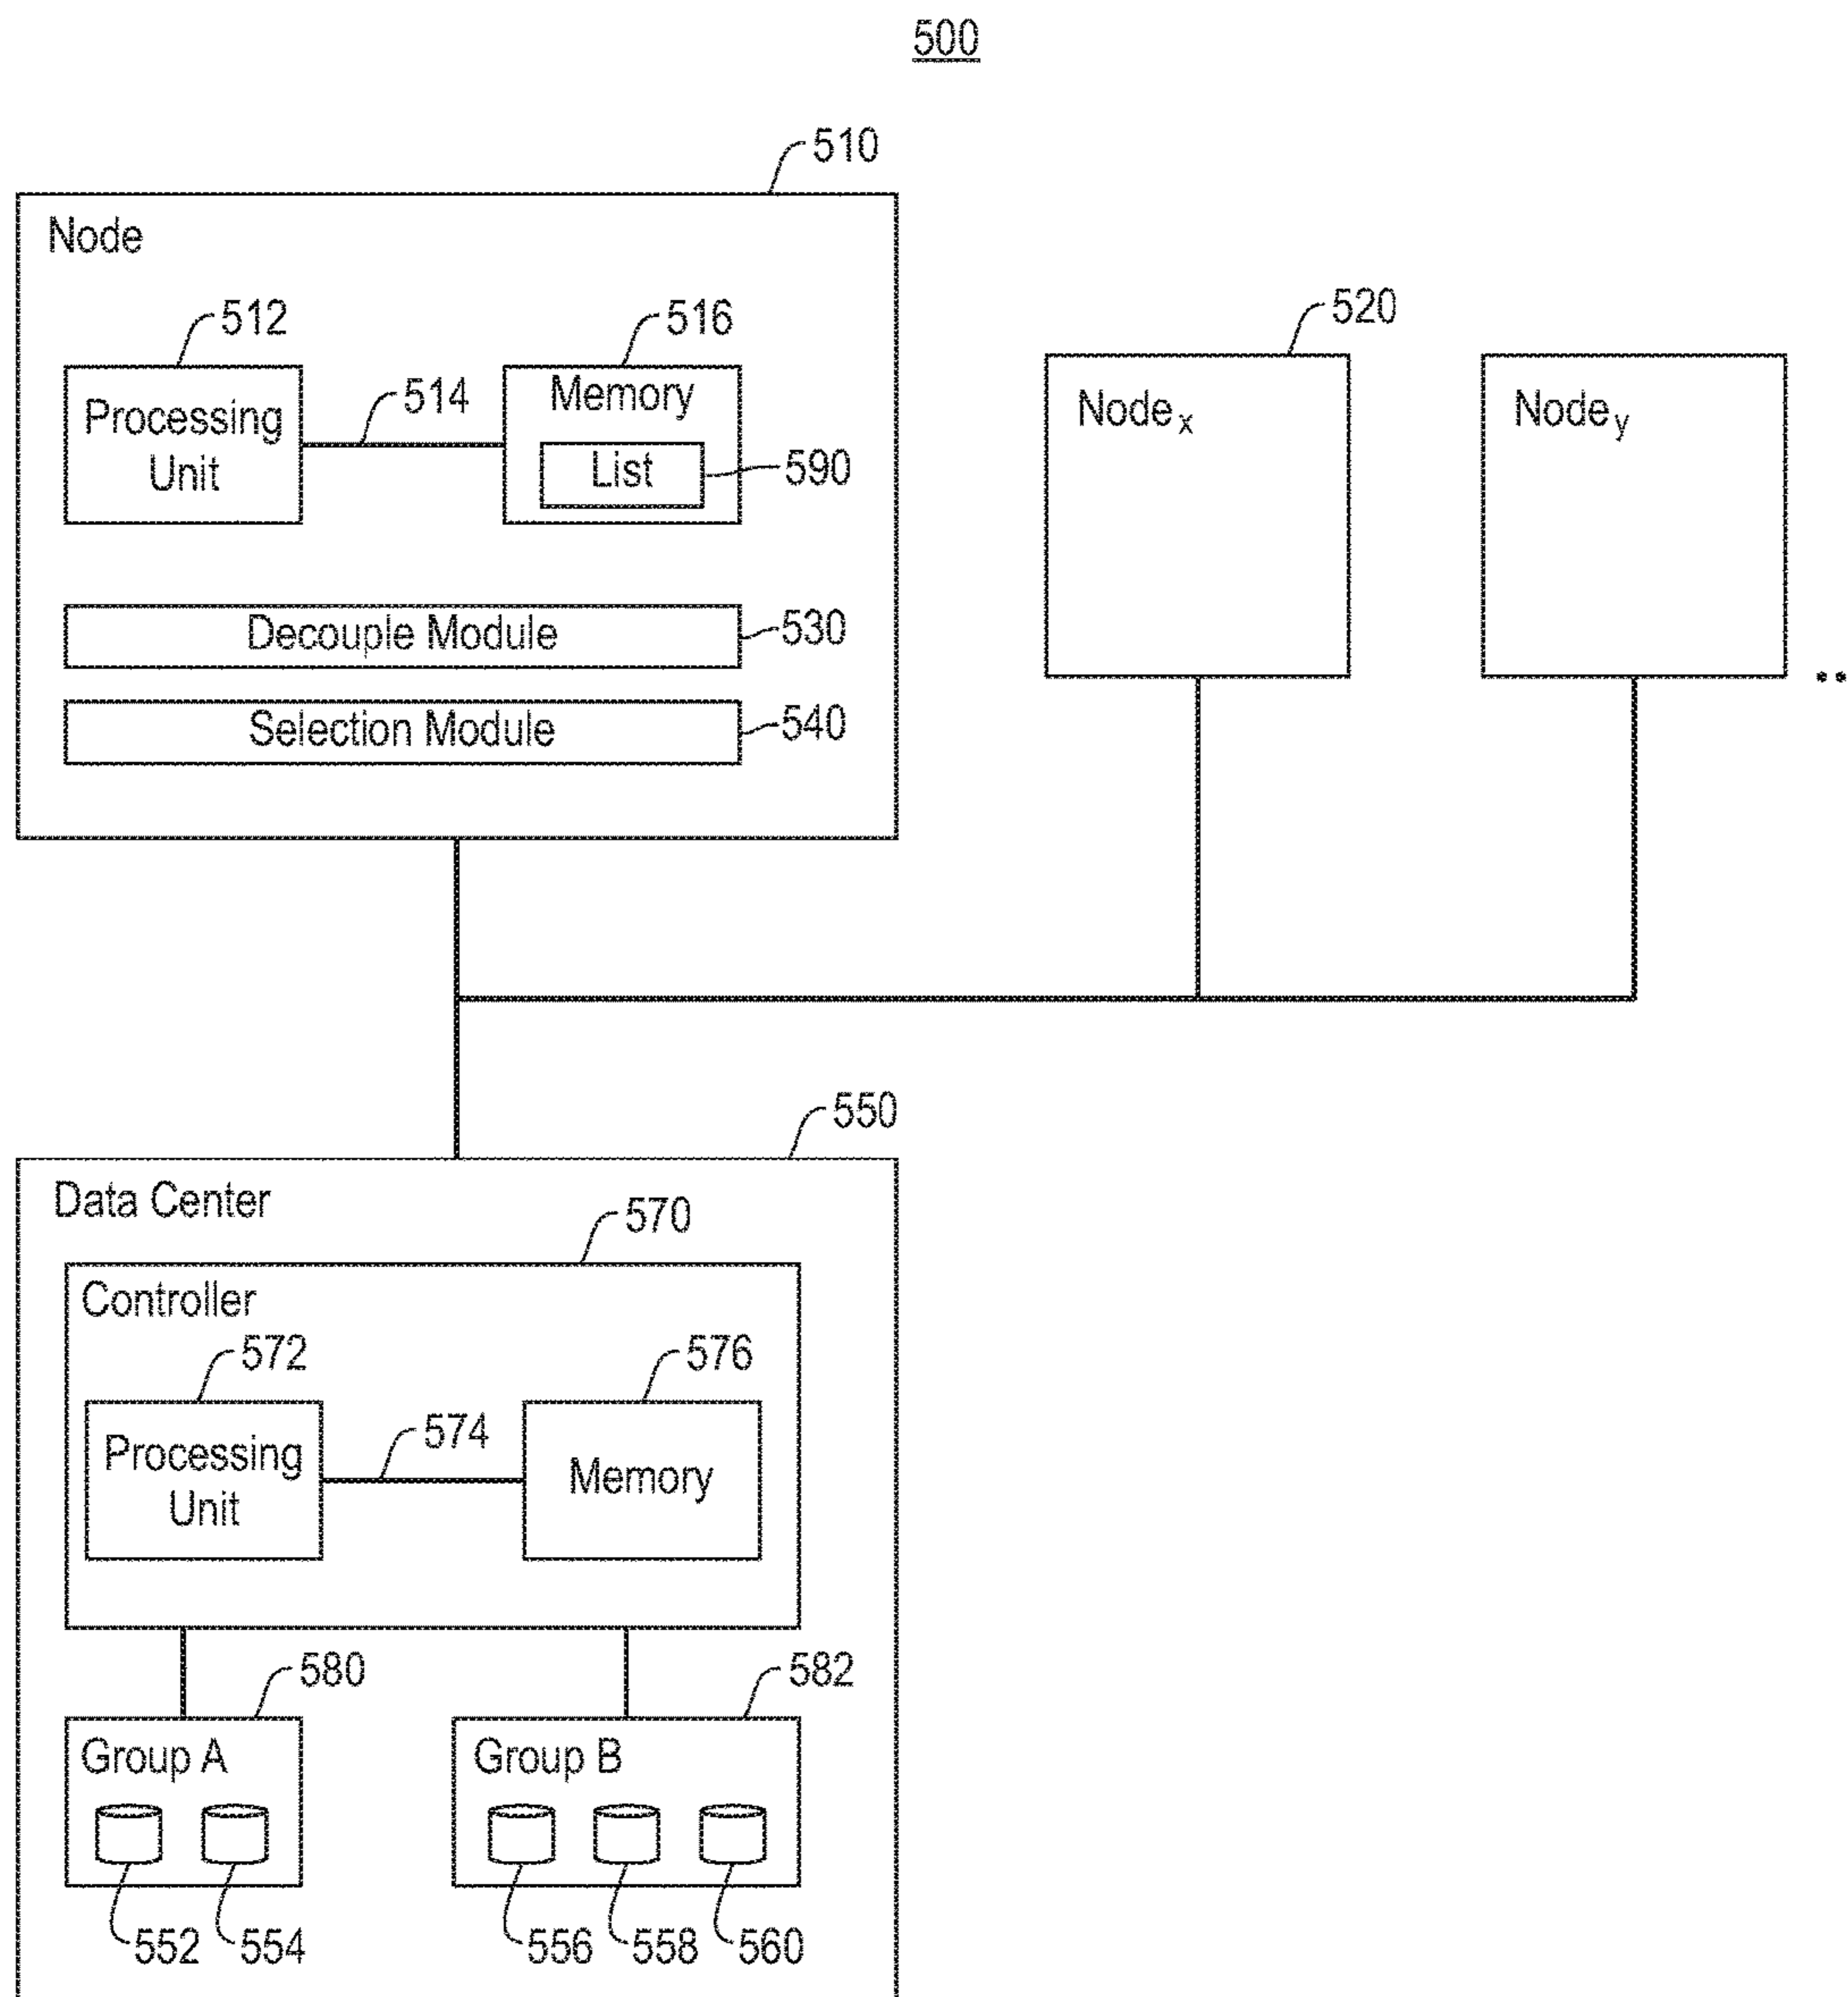 500
510
Node
512
516
520
Processing
Unit
514
Memory
List
590
Nodex
Nodey
Decouple Module
530
Selection Module
540
..
550
Data Center
570
Controller
572
576
Processing
Unit
574
Memory
580
582
Group A
Group B
552
554
556
558
560